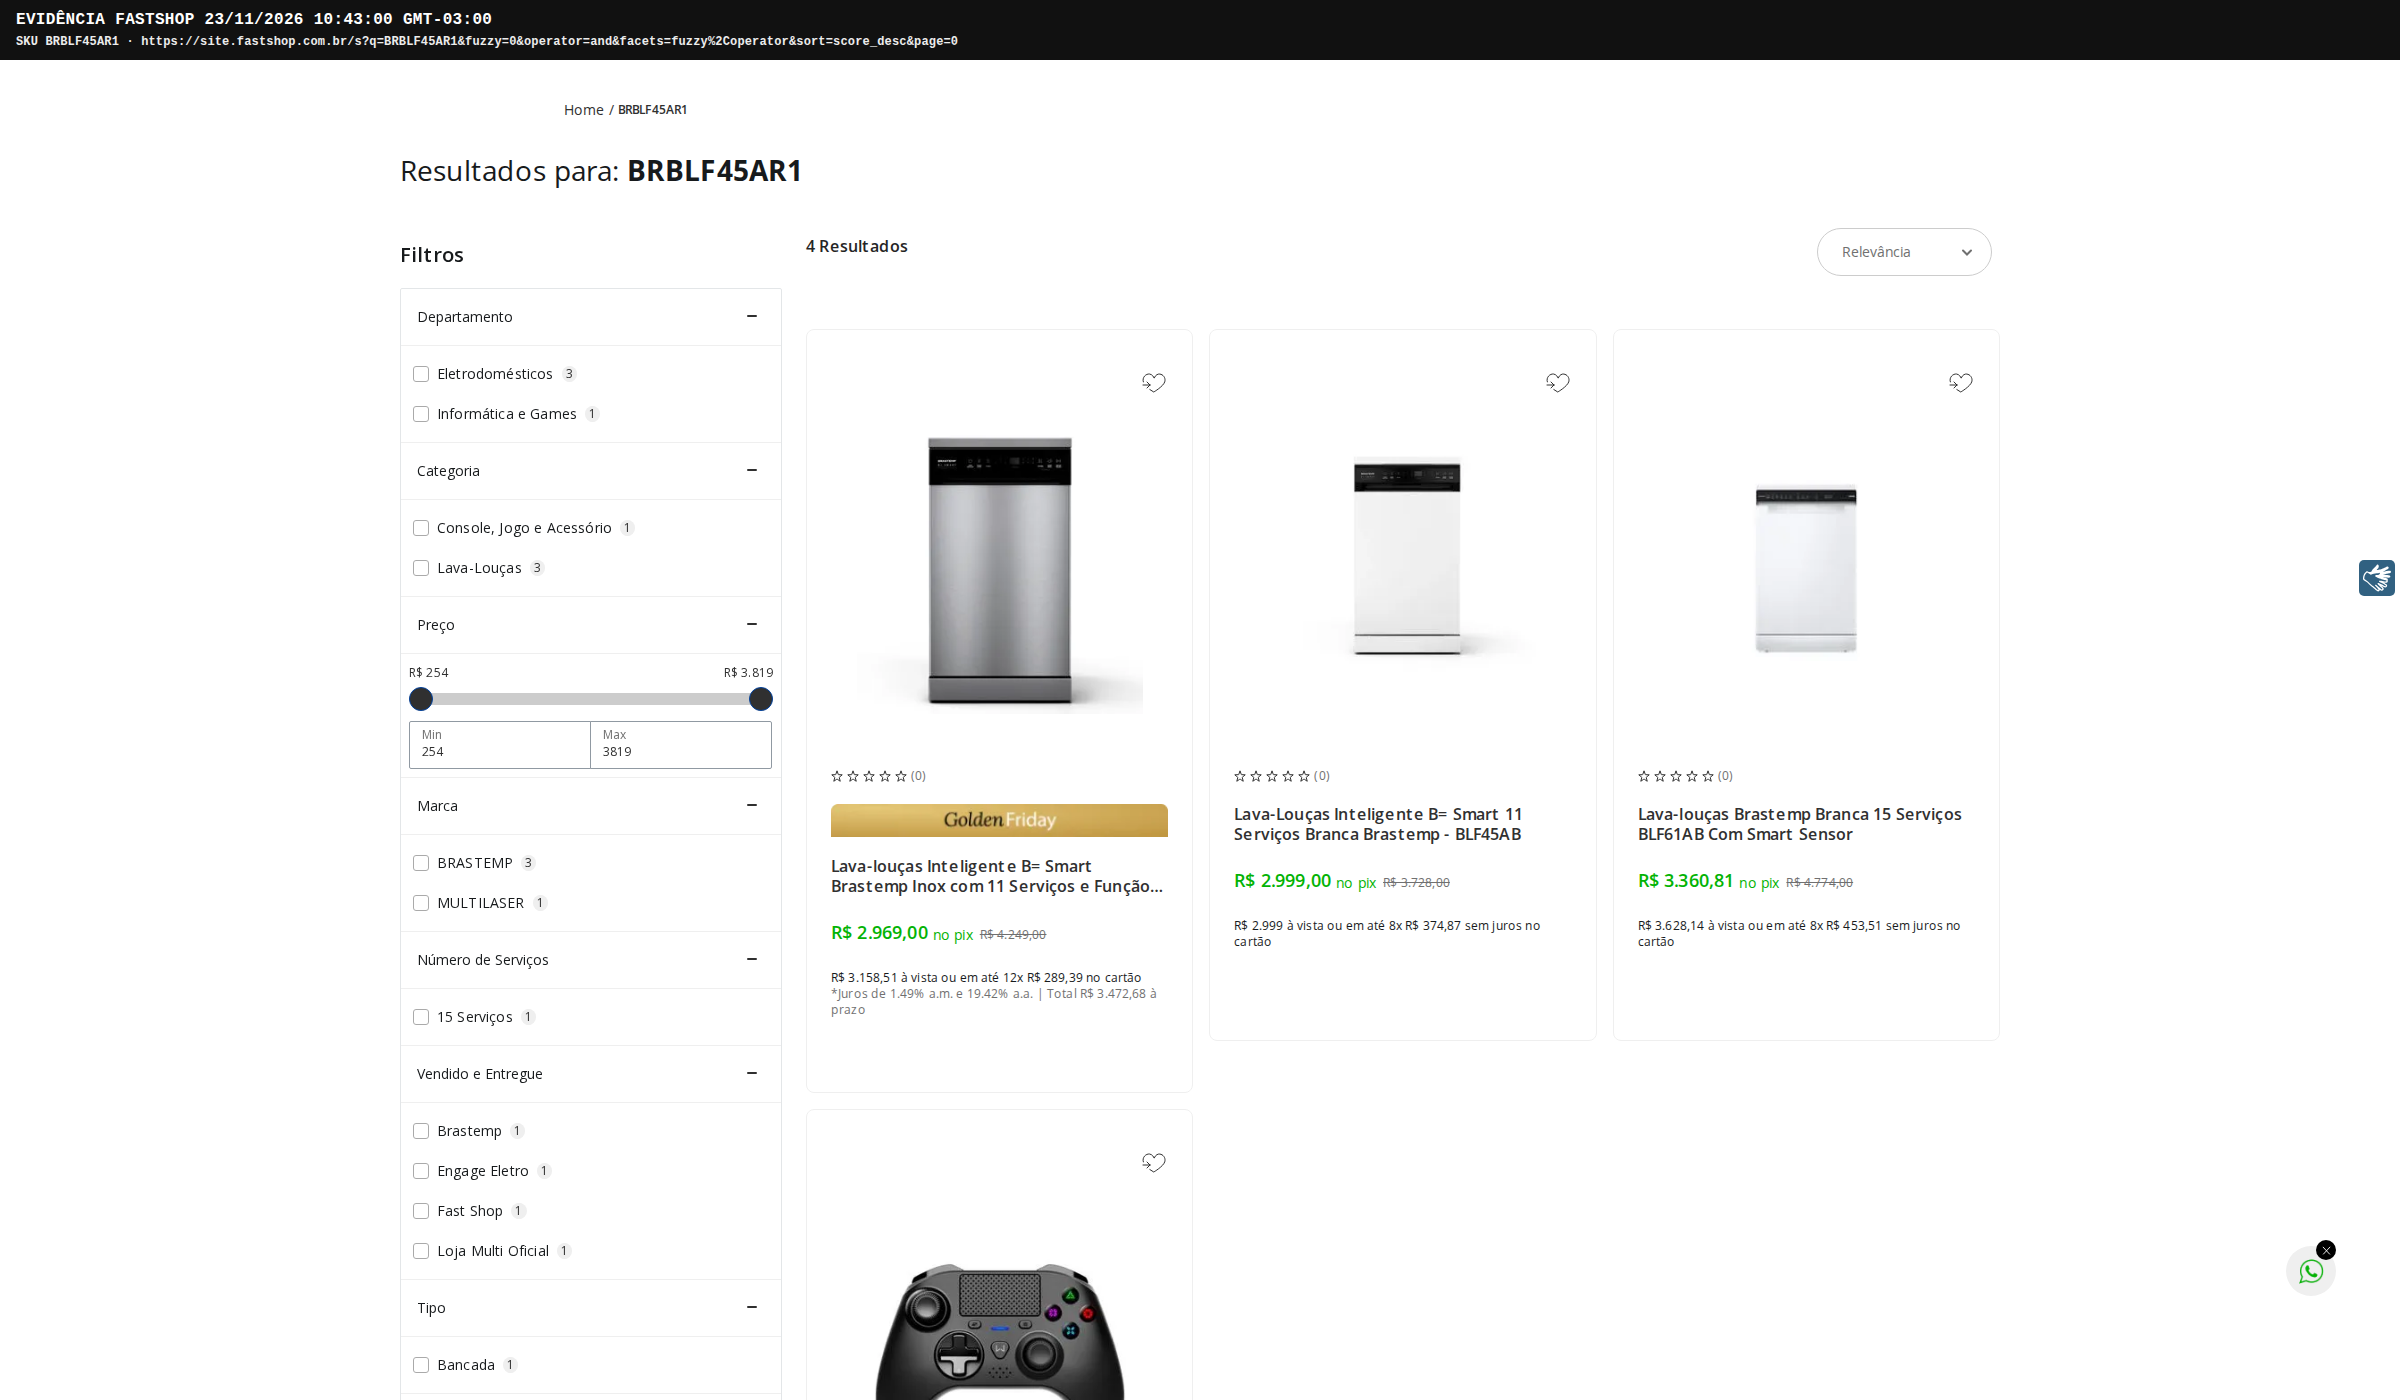 EVIDÊNCIA FASTSHOP 23/11/2026 10:43:00 GMT-03:00
SKU BRBLF45AR1 · https://site.fastshop.com.br/s?q=BRBLF45AR1&fuzzy=0&operator=and&facets=fuzzy%2Coperator&sort=score_desc&page=0
Home / BRBLF45AR1
Resultados para: BRBLF45AR1
Filtros
4 Resultados
Relevância
Departamento
Eletrodomésticos 3
Informática e Games 1
Categoria
Console, Jogo e Acessório 1
Lava-Louças 3
Preço
R$ 254 R$ 3.819
Min Max
254 3819
Marca
BRASTEMP 3
MULTILASER 1
Número de Serviços
15 Serviços 1
Vendido e Entregue
Brastemp 1
Engage Eletro 1
Fast Shop 1
Loja Multi Oficial 1
Tipo
Bancada 1
(0)
Golden Friday
Lava-louças Inteligente B= Smart
Brastemp Inox com 11 Serviços e Função...
R$ 2.969,00 no pix R$ 4.249,00
R$ 3.158,51 à vista ou em até 12x R$ 289,39 no cartão
*Juros de 1.49% a.m. e 19.42% a.a. | Total R$ 3.472,68 à
prazo
(0)
Lava-Louças Inteligente B= Smart 11
Serviços Branca Brastemp - BLF45AB
R$ 2.999,00 no pix R$ 3.728,00
R$ 2.999 à vista ou em até 8x R$ 374,87 sem juros no
cartão
(0)
Lava-louças Brastemp Branca 15 Serviços
BLF61AB Com Smart Sensor
R$ 3.360,81 no pix R$ 4.774,00
R$ 3.628,14 à vista ou em até 8x R$ 453,51 sem juros no
cartão